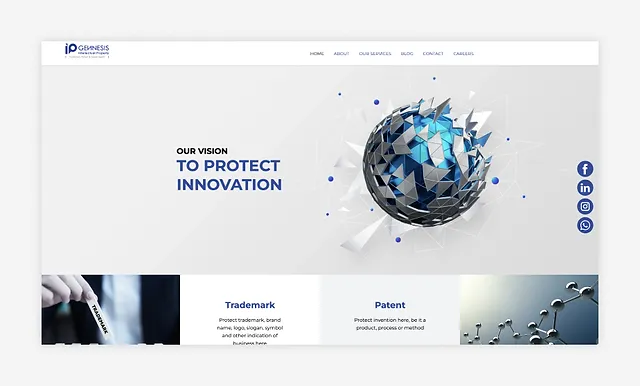 ip GENNESIS
Intellectual Property
HOME ABOUT OUR SERVICES BLOG CONTACT CAREERS
OUR VISION
TO PROTECT
INNOVATION
TRADEMARK
Trademark
Protect trademark, brand
name, logo, slogan, symbol
and other indication of
business here
Patent
Protect invention here, be it a
product, process or method